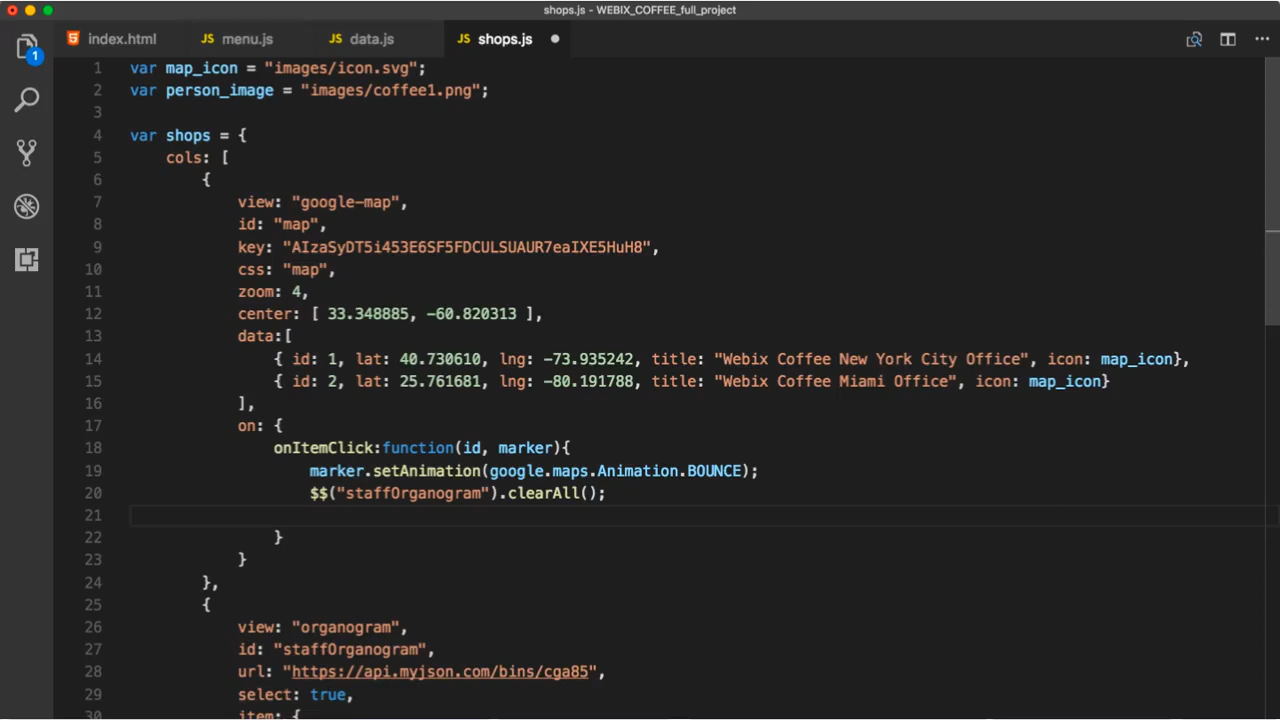 shops.js - WEBIX_COFFEE_full_project
index.html JS menu.js JS data.js JS shops.js
1
1 var map_icon = "images/icon.svg";
2 var person_image = "images/coffee1.png";
3
4 var shops = {
5 cols: [
6 {
7 view: "google-map",
8 id: "map",
9 key: "AIzaSyDT5i453E6SF5FDCULSUAUR7eaIXE5HuH8",
10 css: "map",
11 zoom: 4,
12 center: [ 33.348885, -60.820313 ],
13 data:[
14 { id: 1, lat: 40.730610, lng: -73.935242, title: "Webix Coffee New York City Office", icon: map_icon},
15 { id: 2, lat: 25.761681, lng: -80.191788, title: "Webix Coffee Miami Office", icon: map_icon}
16 ],
17 on: {
18 onItemClick:function(id, marker){
19 marker.setAnimation(google.maps.Animation.BOUNCE);
20 $$("staffOrganogram").clearAll();
21
22 }
23 }
24 },
25 {
26 view: "organogram",
27 id: "staffOrganogram",
28 url: "https://api.myjson.com/bins/cga85",
29 select: true,
30 item: {